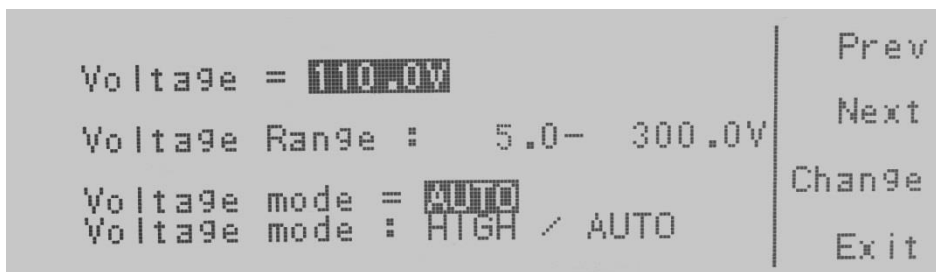 Voltage = 110.0V
Voltage Range : 5.0- 300.0V
Voltage mode = AUTO
Voltage mode : HIGH / AUTO
Prev
Next
Change
Exit